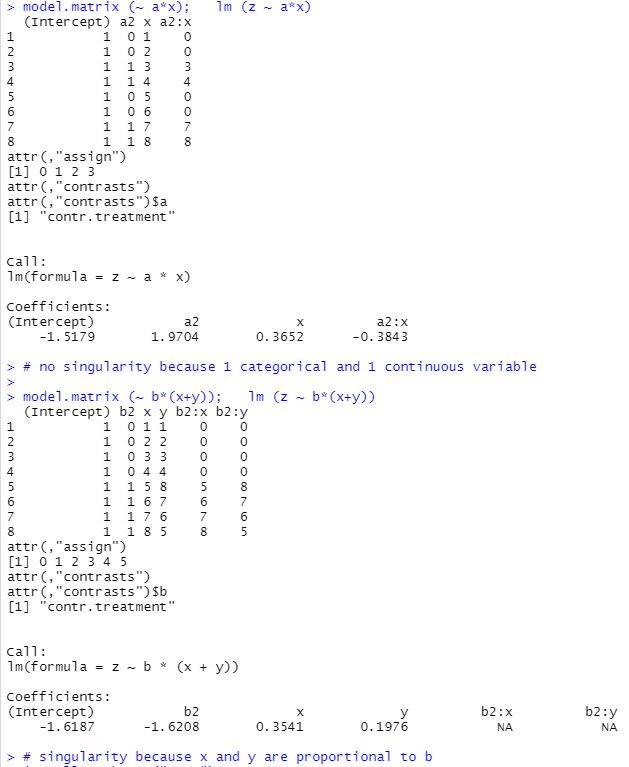 > model.matrix (~ a*x);   lm (z ~ a*x)
  (Intercept) a2 x a2:x
1           1  0 1    0
2           1  0 2    0
3           1  1 3    3
4           1  1 4    4
5           1  0 5    0
6           1  0 6    0
7           1  1 7    7
8           1  1 8    8
attr(,"assign")
[1] 0 1 2 3
attr(,"contrasts")
attr(,"contrasts")$a
[1] "contr.treatment"
Call:
lm(formula = z ~ a * x)
Coefficients:
(Intercept)           a2            x         a2:x
    -1.5179       1.9704       0.3652      -0.3843
> # no singularity because 1 categorical and 1 continuous variable
>
> model.matrix (~ b*(x+y));   lm (z ~ b*(x+y))
  (Intercept) b2 x y b2:x b2:y
1           1  0 1 1    0    0
2           1  0 2 2    0    0
3           1  0 3 3    0    0
4           1  0 4 4    0    0
5           1  1 5 8    5    8
6           1  1 6 7    6    7
7           1  1 7 6    7    6
8           1  1 8 5    8    5
attr(,"assign")
[1] 0 1 2 3 4 5
attr(,"contrasts")
attr(,"contrasts")$b
[1] "contr.treatment"
Call:
lm(formula = z ~ b * (x + y))
Coefficients:
(Intercept)           b2            x            y         b2:x         b2:y
    -1.6187      -1.6208       0.3541       0.1976           NA           NA
> # singularity because x and y are proportional to b